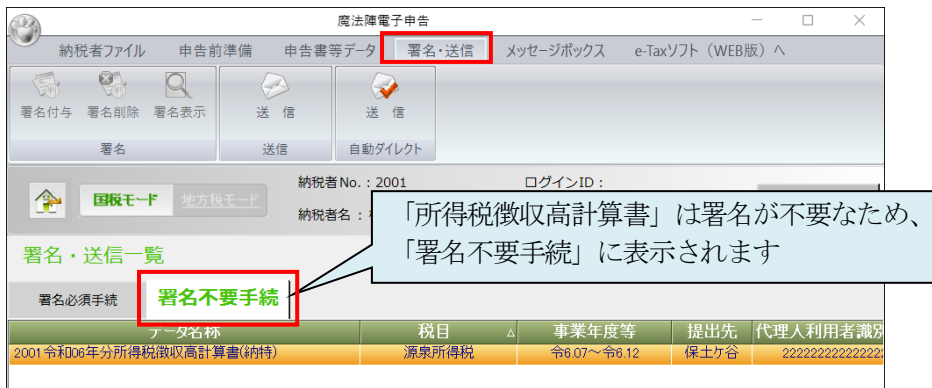 魔法陣電子申告
納税者ファイル 申告前準備 申告書等データ 署名・送信 メッセージボックス e-Taxソフト（WEB版）へ
署名付与 署名削除 署名表示 送 信 送 信
署名 送信 自動ダイレクト
国税モード 地方税モード
納税者No.：2001 ログインID：
納税者名：
「所得税徴収高計算書」は署名が不要なため、
「署名不要手続」に表示されます
署名・送信一覧
署名必須手続 署名不要手続
データ名称 税目 △ 事業年度等 提出先 代理人利用者識別
2001 令和06年分所得税徴収高計算書(納特) 源泉所得税 令6.07～令6.12 保土ケ谷